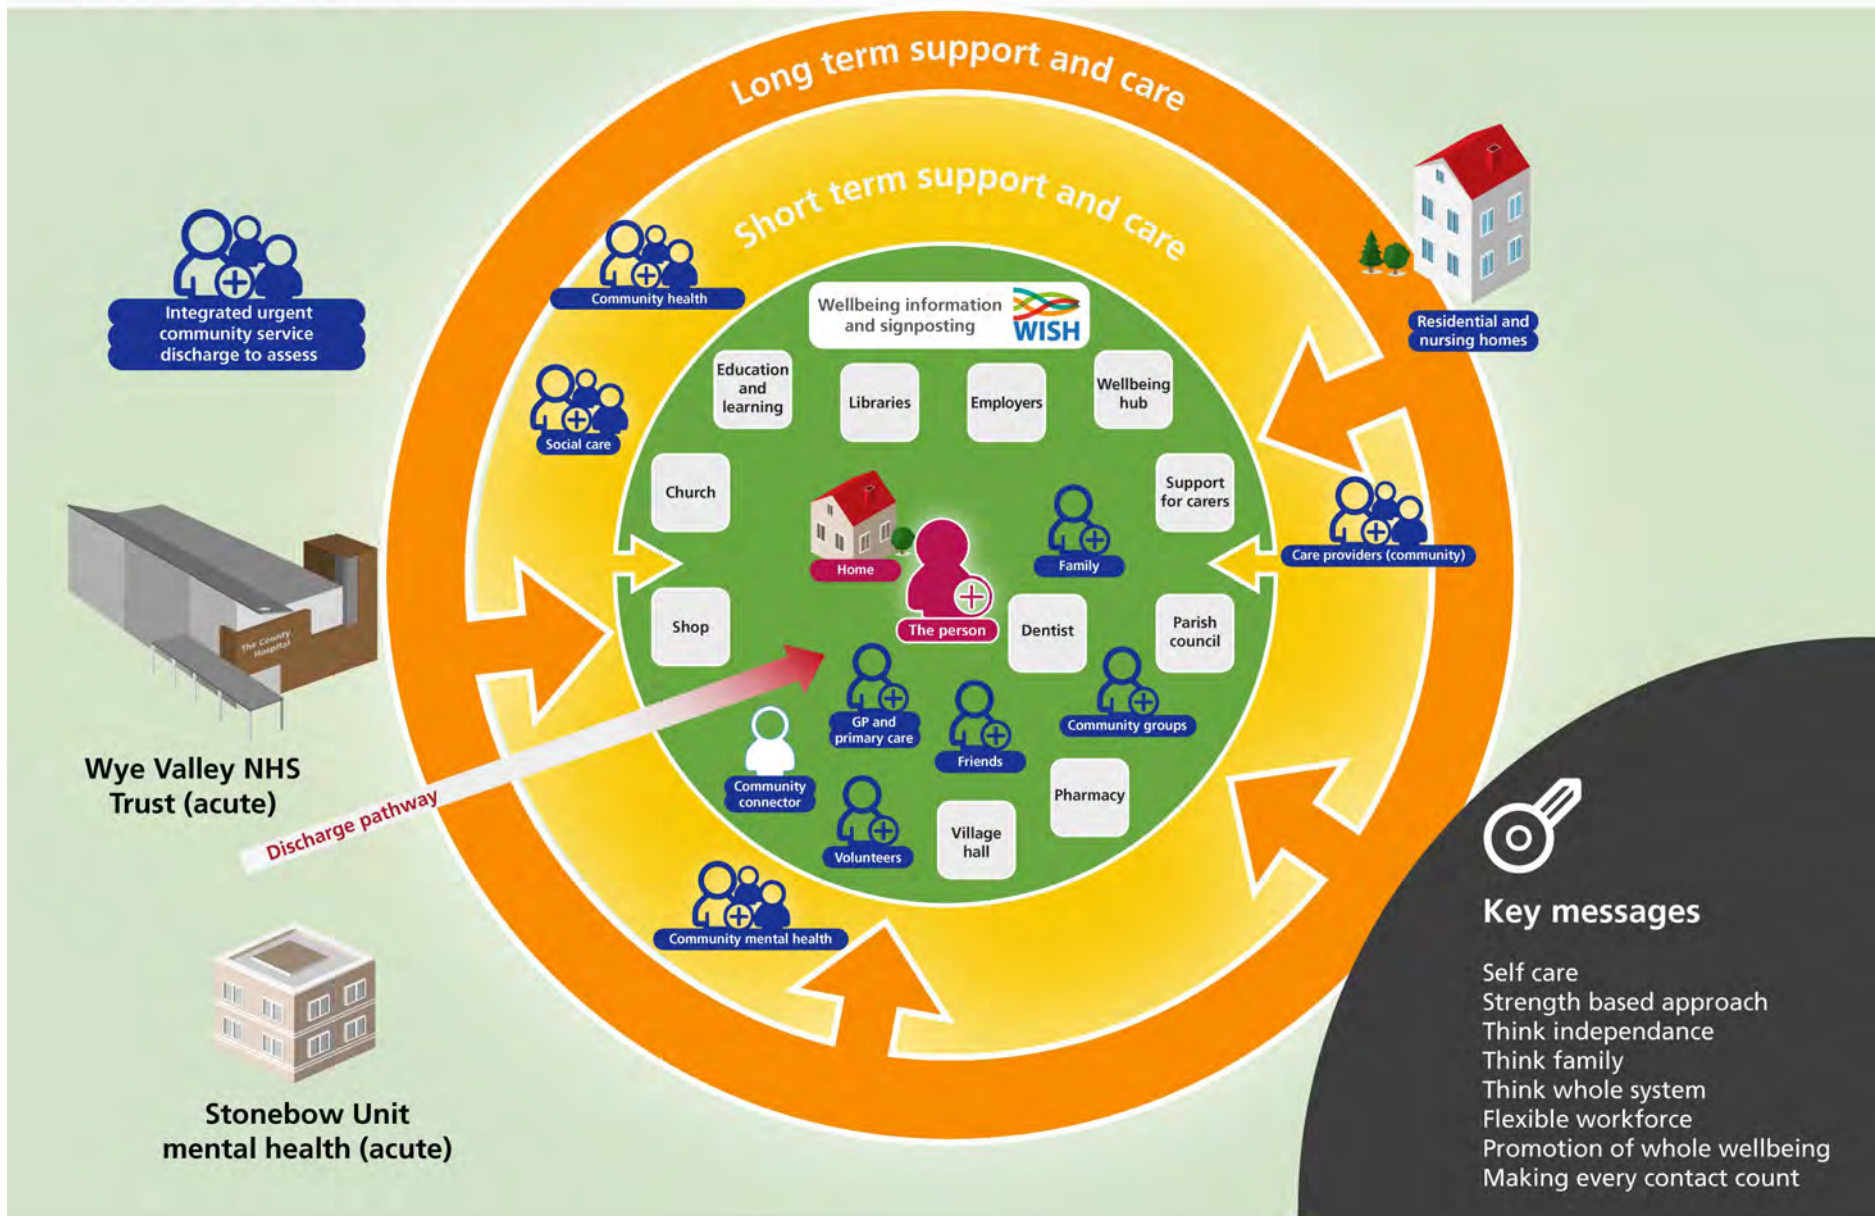 Long term support and care
Short term support and care
Integrated urgent
community service
discharge to assess
Community health
Social care
Wellbeing information
and signposting
WISH
Education
and
learning
Libraries
Employers
Wellbeing
hub
Residential and
nursing homes
Church
Support
for carers
Care providers (community)
Home
Family
The person
Shop
Dentist
Parish
council
The County
Hospital
Wye Valley NHS
Trust (acute)
Discharge pathway
GP and
primary care
Friends
Community groups
Community
connector
Volunteers
Village
hall
Pharmacy
Community mental health
Stonebow Unit
mental health (acute)
Key messages
Self care
Strength based approach
Think independance
Think family
Think whole system
Flexible workforce
Promotion of whole wellbeing
Making every contact count